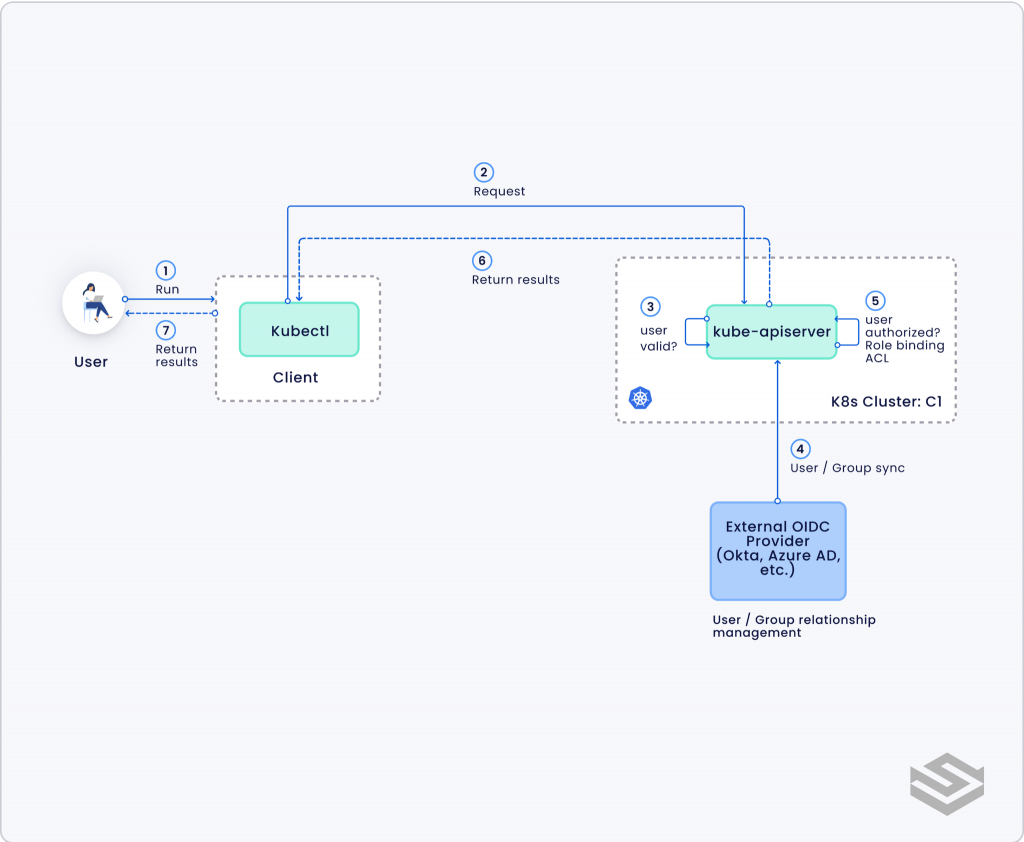 2
Request
6
Return results
1
Run
7
Return
results
User
Kubectl
Client
3
user
valid?
kube-apiserver
5
user
authorized?
Role binding
ACL
K8s Cluster: C1
4
User / Group sync
External OIDC
Provider
(Okta, Azure AD,
etc.)
User / Group relationship
management